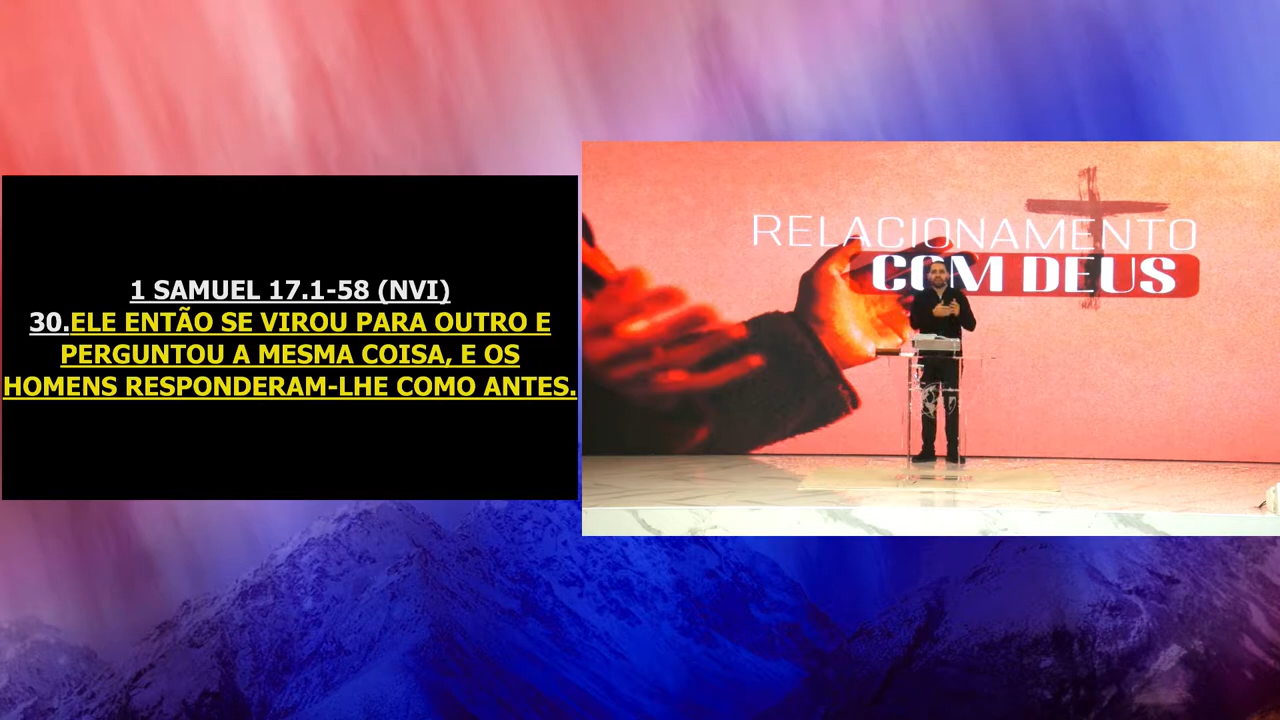 1 SAMUEL 17.1-58 (NVI)
30.ELE ENTÃO SE VIROU PARA OUTRO E
PERGUNTOU A MESMA COISA, E OS
HOMENS RESPONDERAM-LHE COMO ANTES.
RELACIONAMENTO
COM DEUS